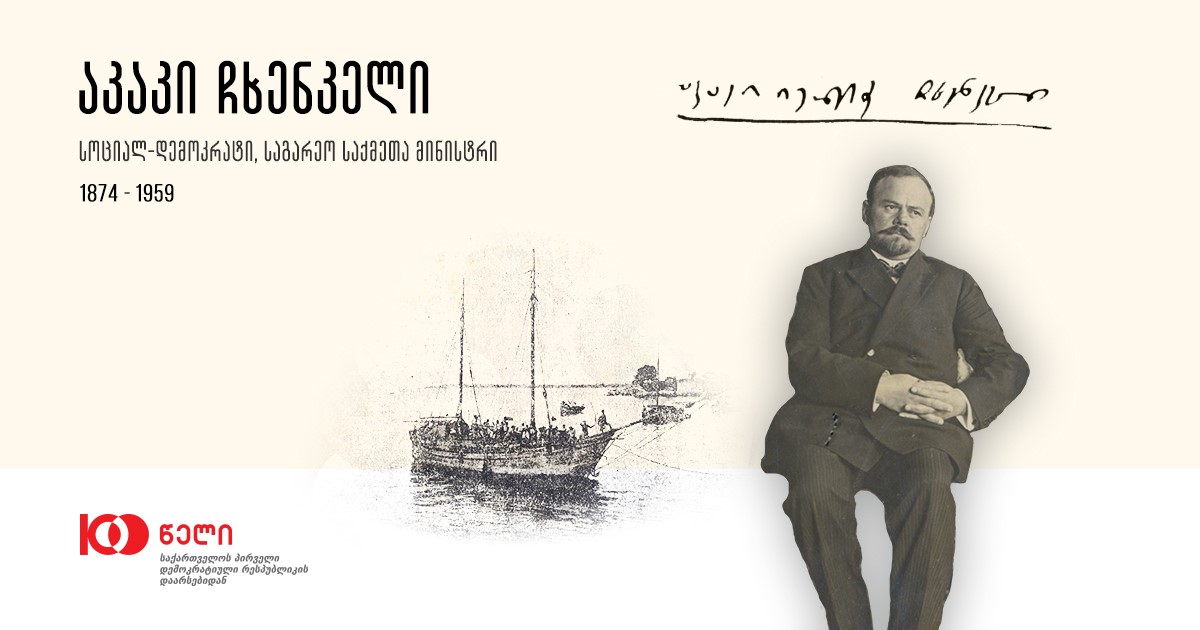 აკაკი ჩხენკელი
სოციალ-დემოკრატი, საგარეო საქმეთა მინისტრი
1874 - 1959
100 წელი
საქართველოს პირველი
დემოკრატიული რესპუბლიკის
დაარსებიდან